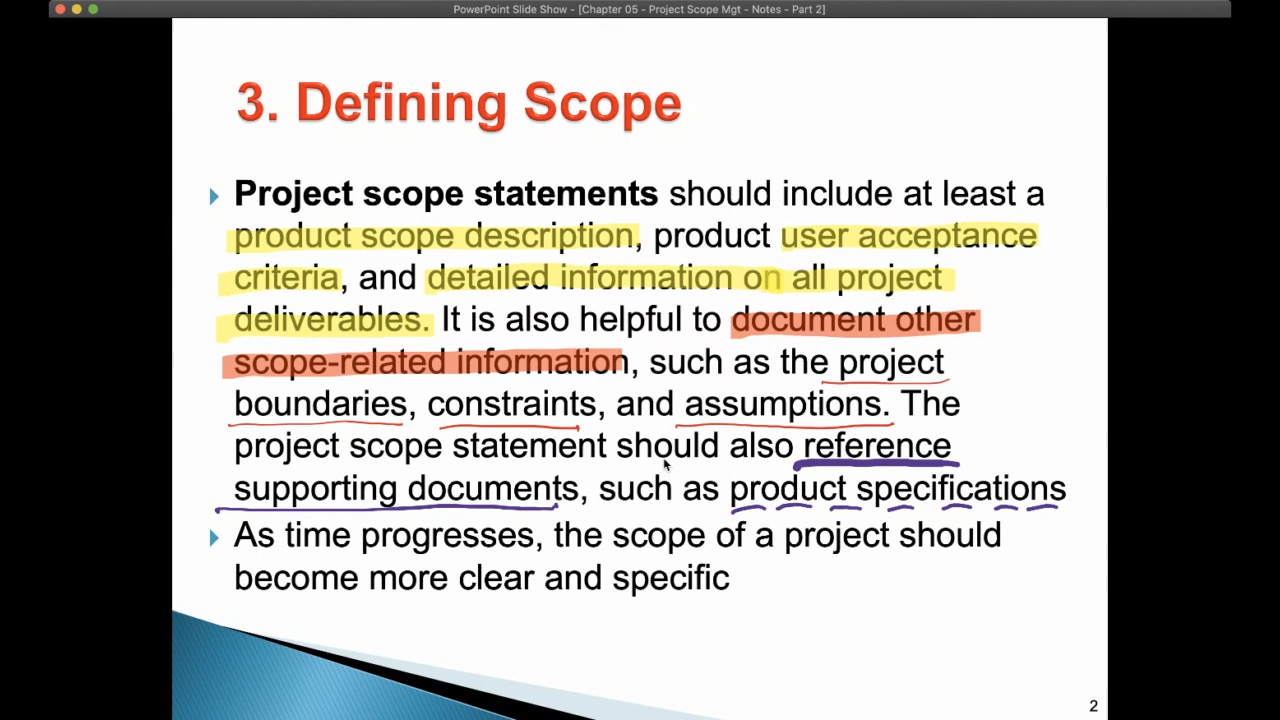 PowerPoint Slide Show - [Chapter 05 - Project Scope Mgt - Notes - Part 2]
3. Defining Scope
Project scope statements should include at least a
product scope description, product user acceptance
criteria, and detailed information on all project
deliverables. It is also helpful to document other
scope-related information, such as the project
boundaries, constraints, and assumptions. The
project scope statement should also reference
supporting documents, such as product specifications
As time progresses, the scope of a project should
become more clear and specific
2